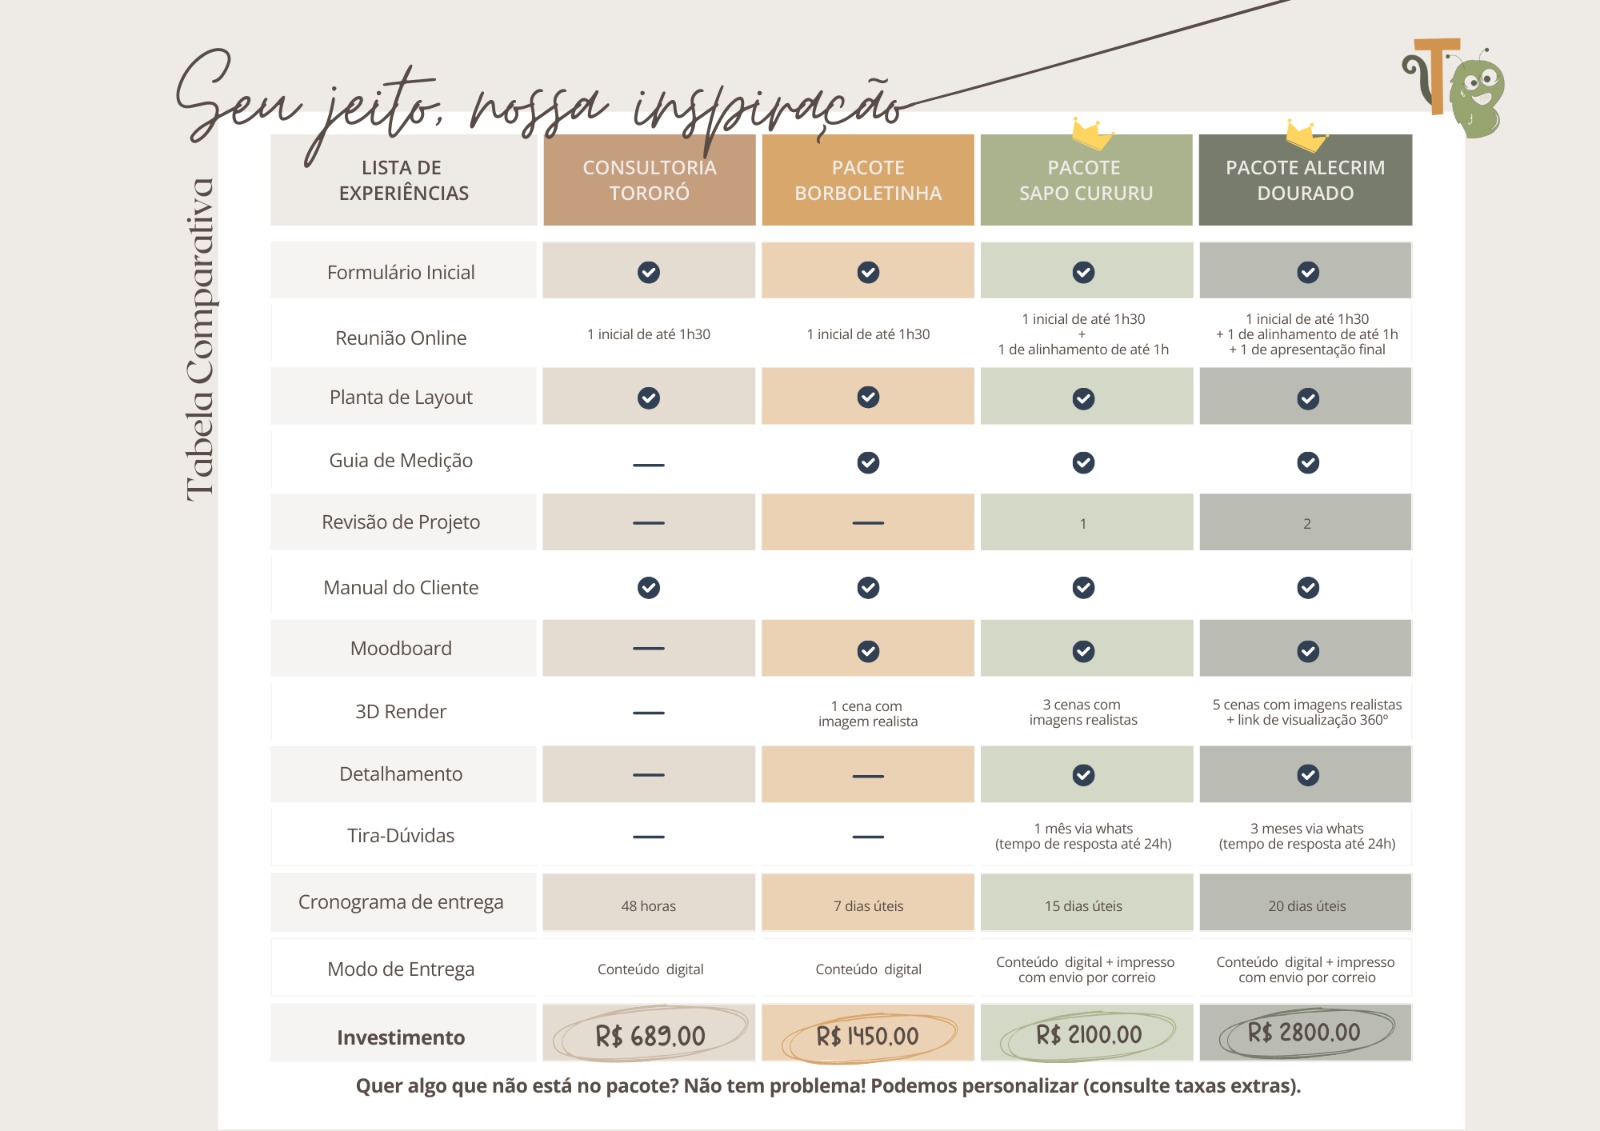 Seu jeito, nossa inspiração
T
Tabela Comparativa
LISTA DE
EXPERIÊNCIAS
CONSULTORIA
TORORÓ
PACOTE
BORBOLETINHA
PACOTE
SAPO CURURU
PACOTE ALECRIM
DOURADO
Formulário Inicial
Reunião Online
1 inicial de até 1h30
1 inicial de até 1h30
1 inicial de até 1h30
+
1 de alinhamento de até 1h
1 inicial de até 1h30
+ 1 de alinhamento de até 1h
+ 1 de apresentação final
Planta de Layout
Guia de Medição
—
Revisão de Projeto
—
—
1
2
Manual do Cliente
Moodboard
—
3D Render
—
1 cena com
imagem realista
3 cenas com
imagens realistas
5 cenas com imagens realistas
+ link de visualização 360°
Detalhamento
—
—
Tira-Dúvidas
—
—
1 mês via whats
(tempo de resposta até 24h)
3 meses via whats
(tempo de resposta até 24h)
Cronograma de entrega
48 horas
7 dias úteis
15 dias úteis
20 dias úteis
Modo de Entrega
Conteúdo digital
Conteúdo digital
Conteúdo digital + impresso
com envio por correio
Conteúdo digital + impresso
com envio por correio
Investimento
R$ 689,00
R$ 1450,00
R$ 2100,00
R$ 2800,00
Quer algo que não está no pacote? Não tem problema! Podemos personalizar (consulte taxas extras).